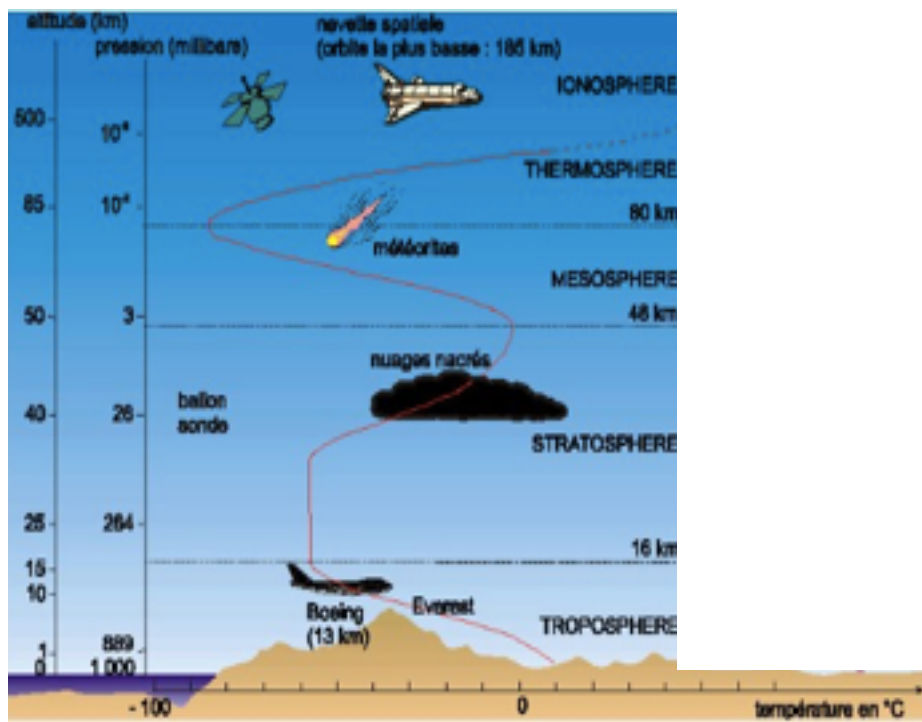 altitude (km)
pression (millibars)
navette spatiale
(orbite la plus basse : 185 km)
IONOSPHERE
500
THERMOSPHERE
85
80 km
météorites
MESOSPHERE
50
3
46 km
nuages nacrés
ballon
sonde
40
26
STRATOSPHERE
25
264
16 km
15
10
Boeing
(13 km)
Everest
TROPOSPHERE
1
889
0
1 000
- 100
0
température en °C